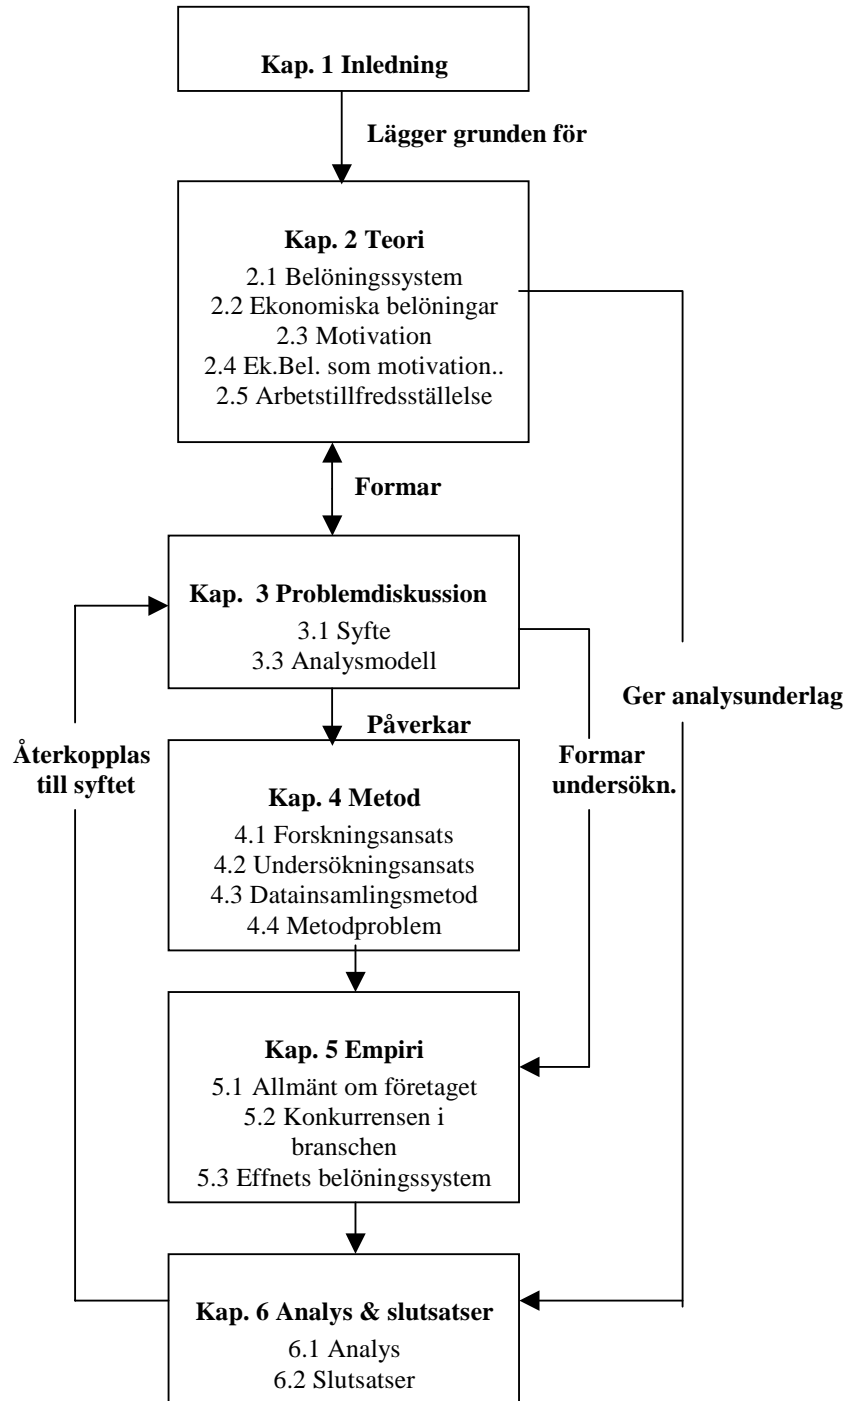 Kap. 1 Inledning
Lägger grunden för
Kap. 2 Teori
2.1 Belöningssystem
2.2 Ekonomiska belöningar
2.3 Motivation
2.4 Ek.Bel. som motivation..
2.5 Arbetstillfredsställelse
Formar
Kap. 3 Problemdiskussion
3.1 Syfte
3.3 Analysmodell
Ger analysunderlag
Påverkar
Återkopplas
till syftet
Formar
undersökn.
Kap. 4 Metod
4.1 Forskningsansats
4.2 Undersökningsansats
4.3 Datainsamlingsmetod
4.4 Metodproblem
Kap. 5 Empiri
5.1 Allmänt om företaget
5.2 Konkurrensen i
branschen
5.3 Effnets belöningssystem
Kap. 6 Analys & slutsatser
6.1 Analys
6.2 Slutsatser